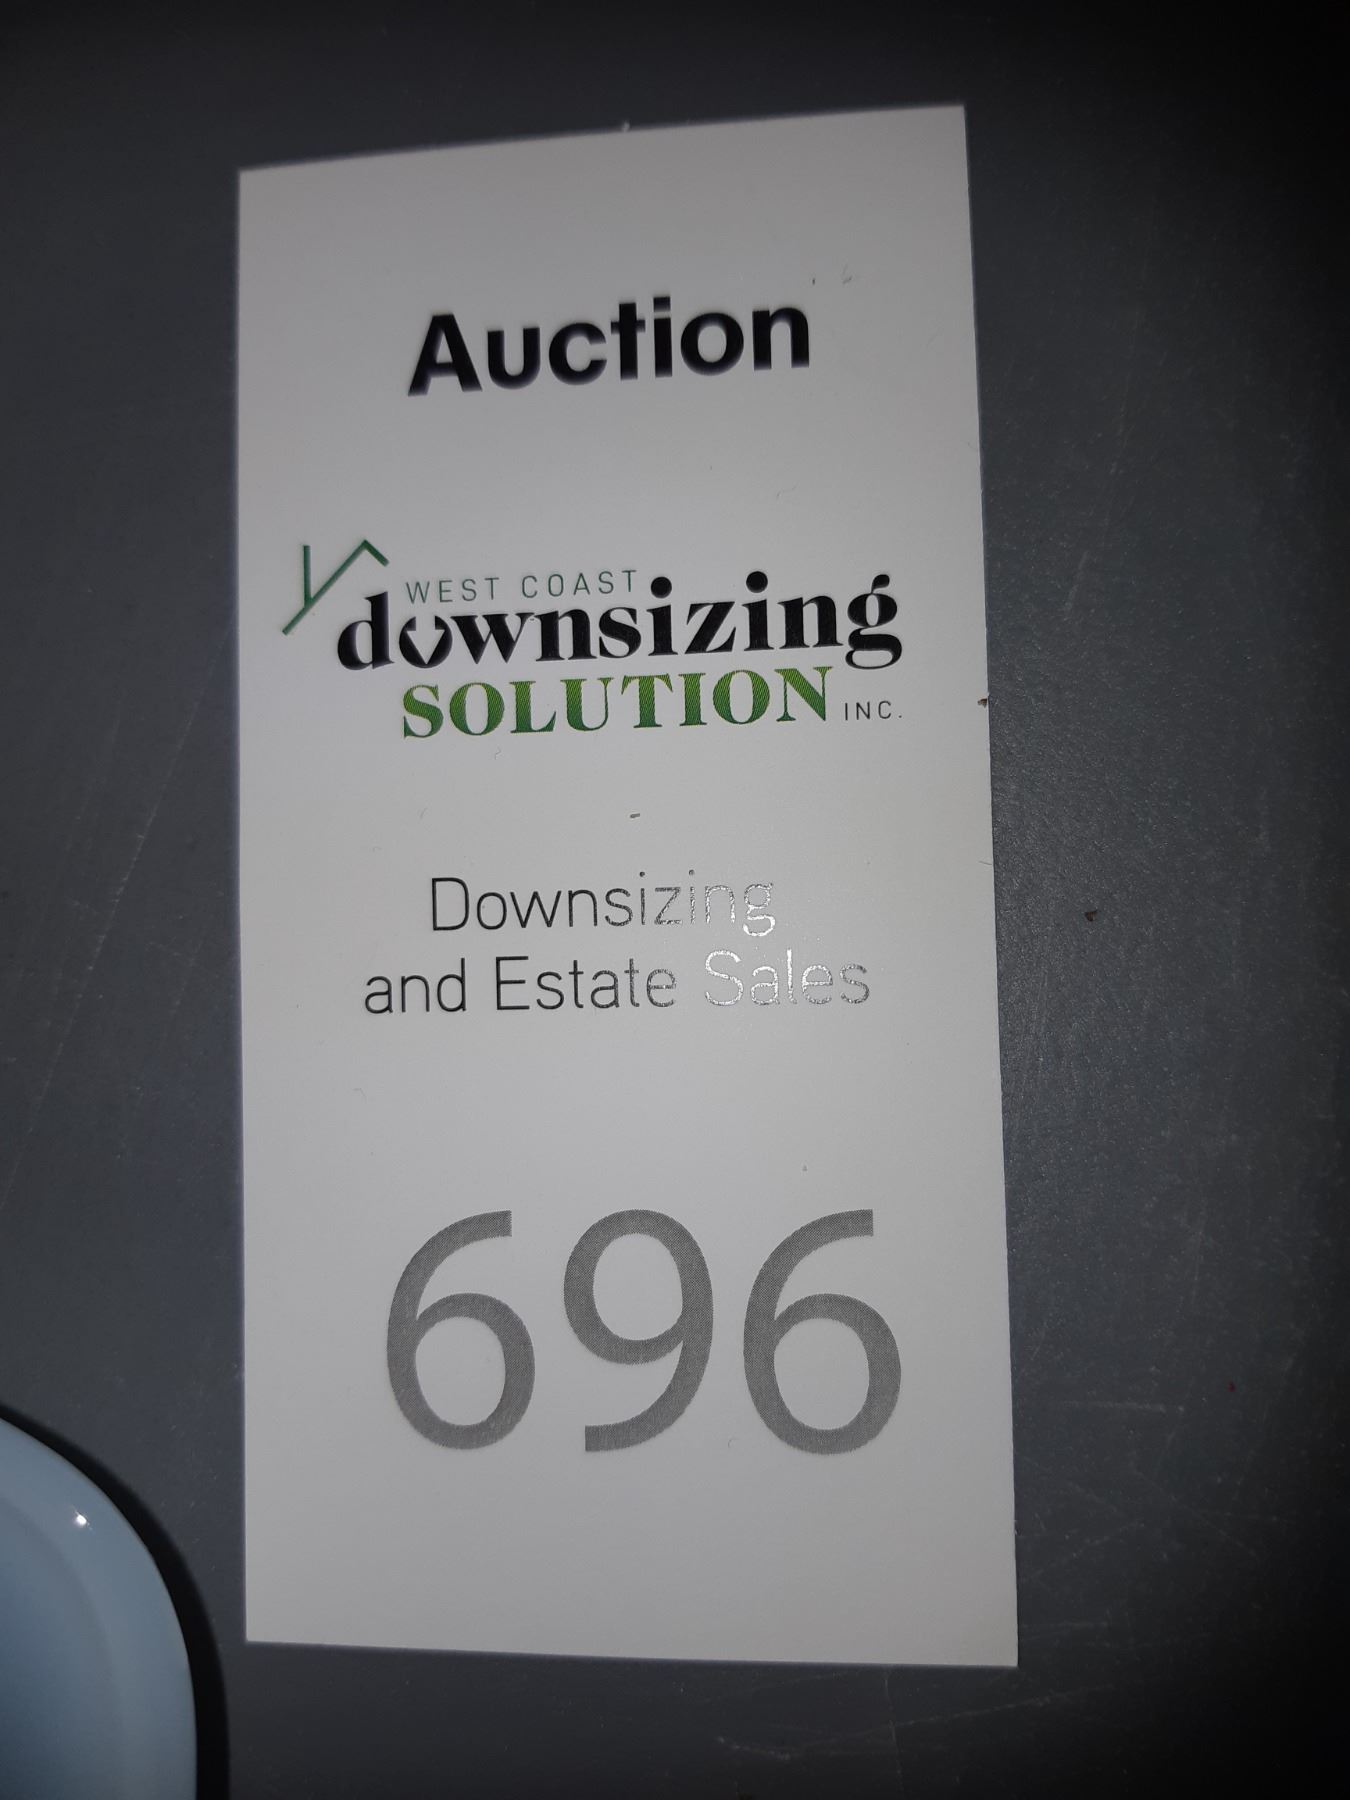 Auction
WEST COAST
downsizing
SOLUTION INC.
Downsizing
and Estate Sales
696